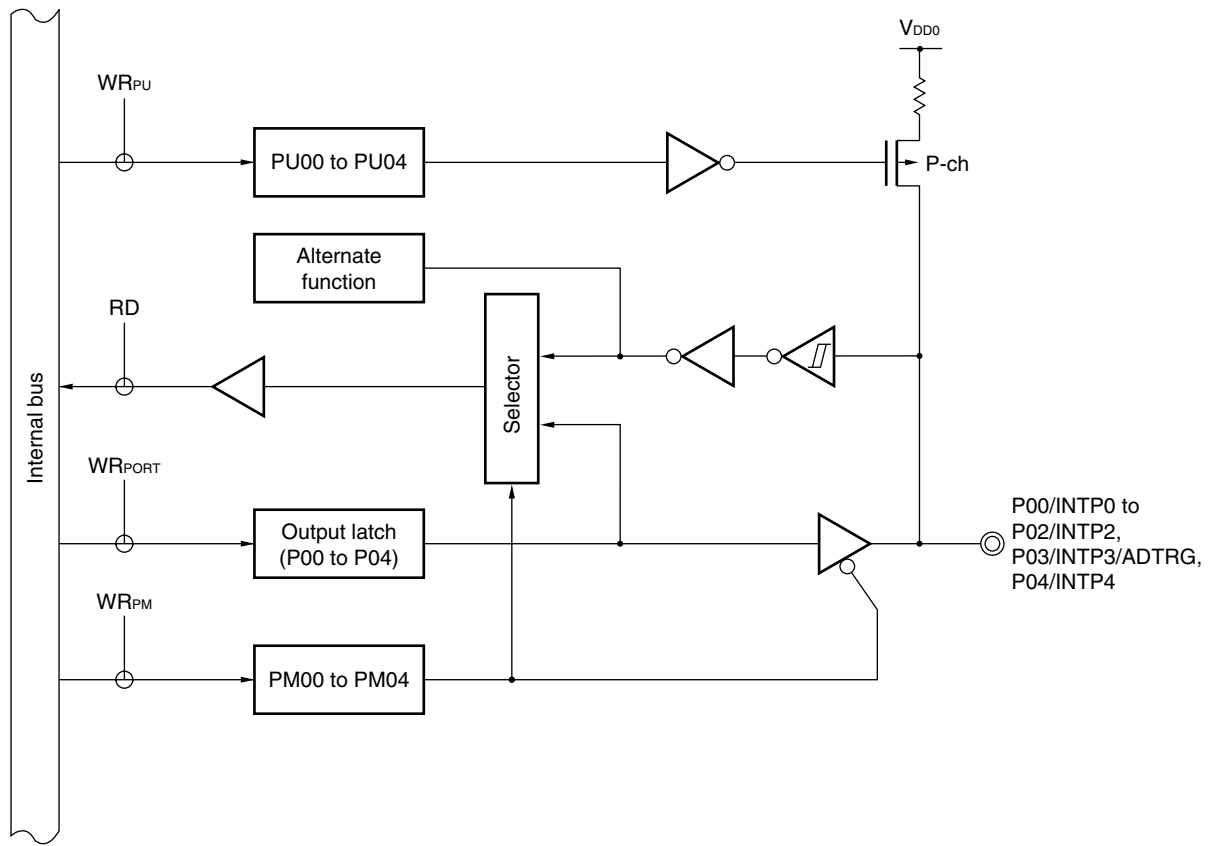 VDD0
WRPU
PU00 to PU04
P-ch
Alternate
function
RD
Selector
Internal bus
WRPORT
Output latch
(P00 to P04)
P00/INTP0 to
P02/INTP2,
P03/INTP3/ADTRG,
P04/INTP4
WRPM
PM00 to PM04